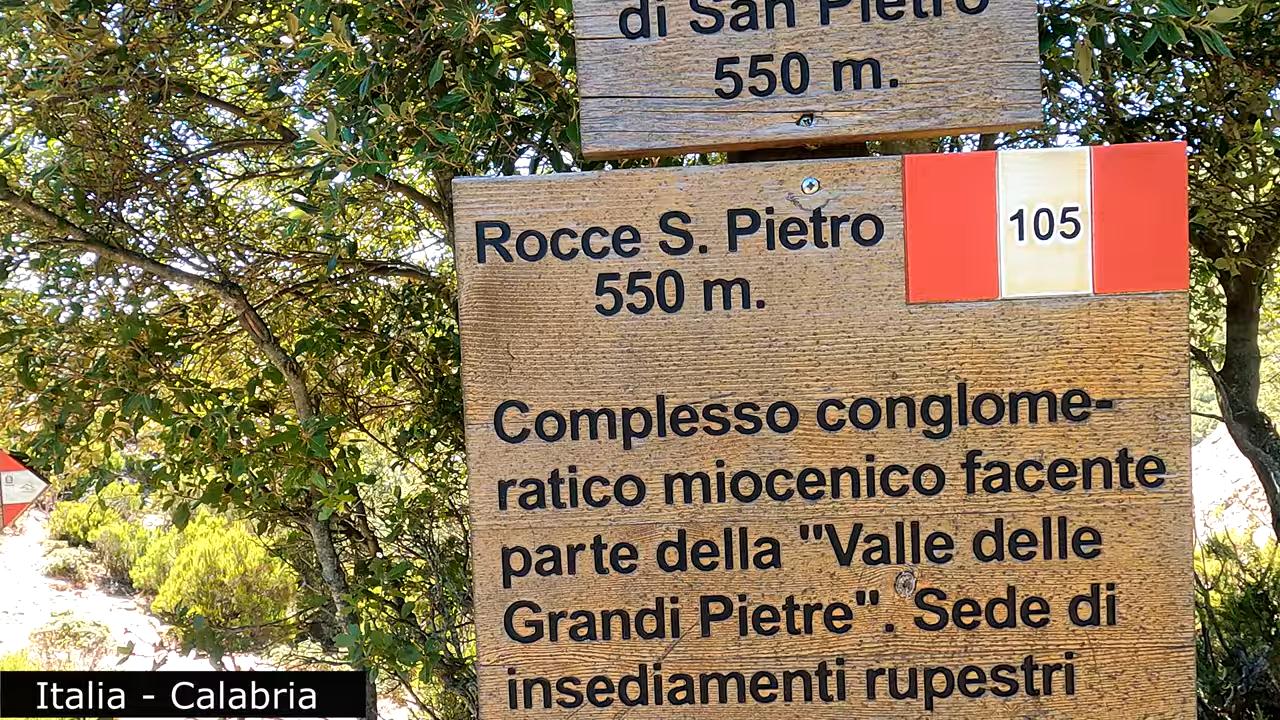 di San Pietro
550 m.
Rocce S. Pietro
550 m.
105
Complesso conglome-
ratico miocenico facente
parte della "Valle delle
Grandi Pietre". Sede di
insediamenti rupestri
Italia - Calabria